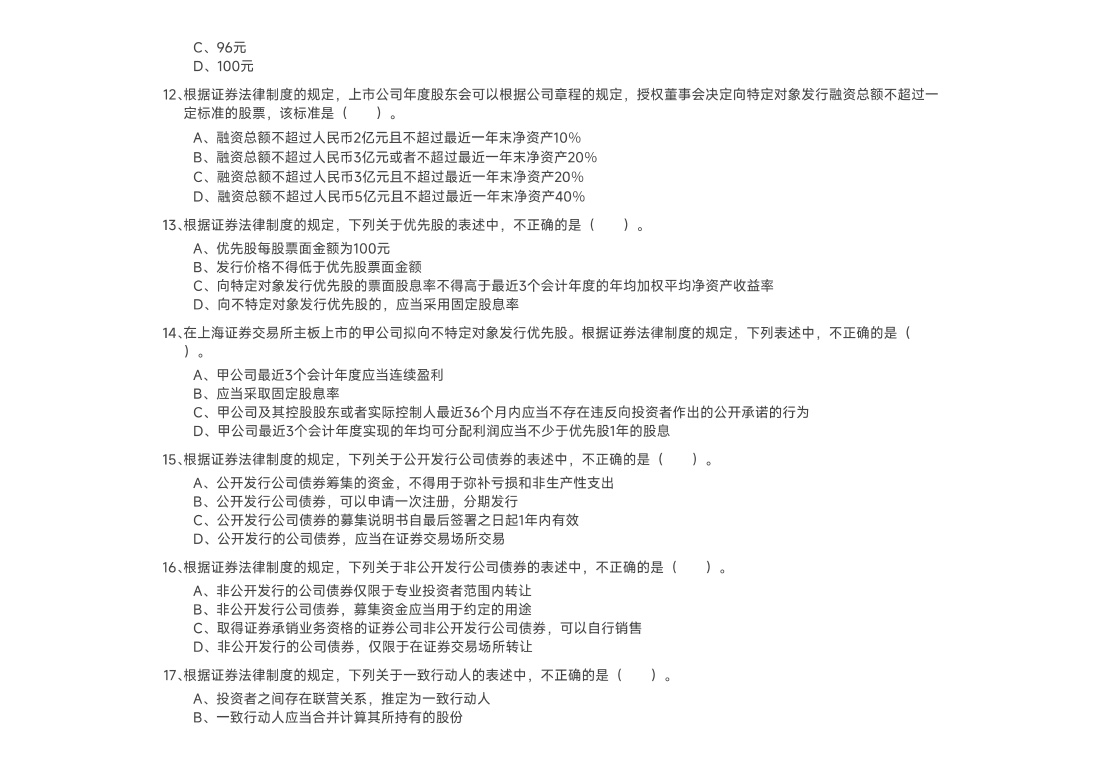 C、96元
D、100元
12、根据证券法律制度的规定，上市公司年度股东会可以根据公司章程的规定，授权董事会决定向特定对象发行融资总额不超过一
定标准的股票，该标准是（　　）。
A、融资总额不超过人民币2亿元且不超过最近一年末净资产10%
B、融资总额不超过人民币3亿元或者不超过最近一年末净资产20%
C、融资总额不超过人民币3亿元且不超过最近一年末净资产20%
D、融资总额不超过人民币5亿元且不超过最近一年末净资产40%
13、根据证券法律制度的规定，下列关于优先股的表述中，不正确的是（　　）。
A、优先股每股票面金额为100元
B、发行价格不得低于优先股票面金额
C、向特定对象发行优先股的票面股息率不得高于最近3个会计年度的年均加权平均净资产收益率
D、向不特定对象发行优先股的，应当采用固定股息率
14、在上海证券交易所主板上市的甲公司拟向不特定对象发行优先股。根据证券法律制度的规定，下列表述中，不正确的是（
）。
A、甲公司最近3个会计年度应当连续盈利
B、应当采取固定股息率
C、甲公司及其控股股东或者实际控制人最近36个月内应当不存在违反向投资者作出的公开承诺的行为
D、甲公司最近3个会计年度实现的年均可分配利润应当不少于优先股1年的股息
15、根据证券法律制度的规定，下列关于公开发行公司债券的表述中，不正确的是（　　）。
A、公开发行公司债券筹集的资金，不得用于弥补亏损和非生产性支出
B、公开发行公司债券，可以申请一次注册，分期发行
C、公开发行公司债券的募集说明书自最后签署之日起1年内有效
D、公开发行的公司债券，应当在证券交易场所交易
16、根据证券法律制度的规定，下列关于非公开发行公司债券的表述中，不正确的是（　　）。
A、非公开发行的公司债券仅限于专业投资者范围内转让
B、非公开发行公司债券，募集资金应当用于约定的用途
C、取得证券承销业务资格的证券公司非公开发行公司债券，可以自行销售
D、非公开发行的公司债券，仅限于在证券交易场所转让
17、根据证券法律制度的规定，下列关于一致行动人的表述中，不正确的是（　　）。
A、投资者之间存在联营关系，推定为一致行动人
B、一致行动人应当合并计算其所持有的股份